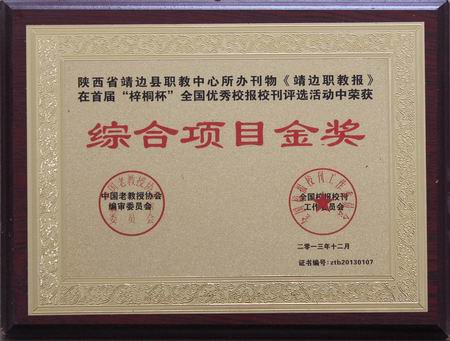 陕西省靖边县职教中心所办刊物《靖边职教报》
在首届“梓桐杯”全国优秀校报校刊评选活动中荣获
综合项目金奖
中国老教授协会
编审委员会
全国校报校刊
工作委员会
二零一三年十二月
证书编号:ztb20130107